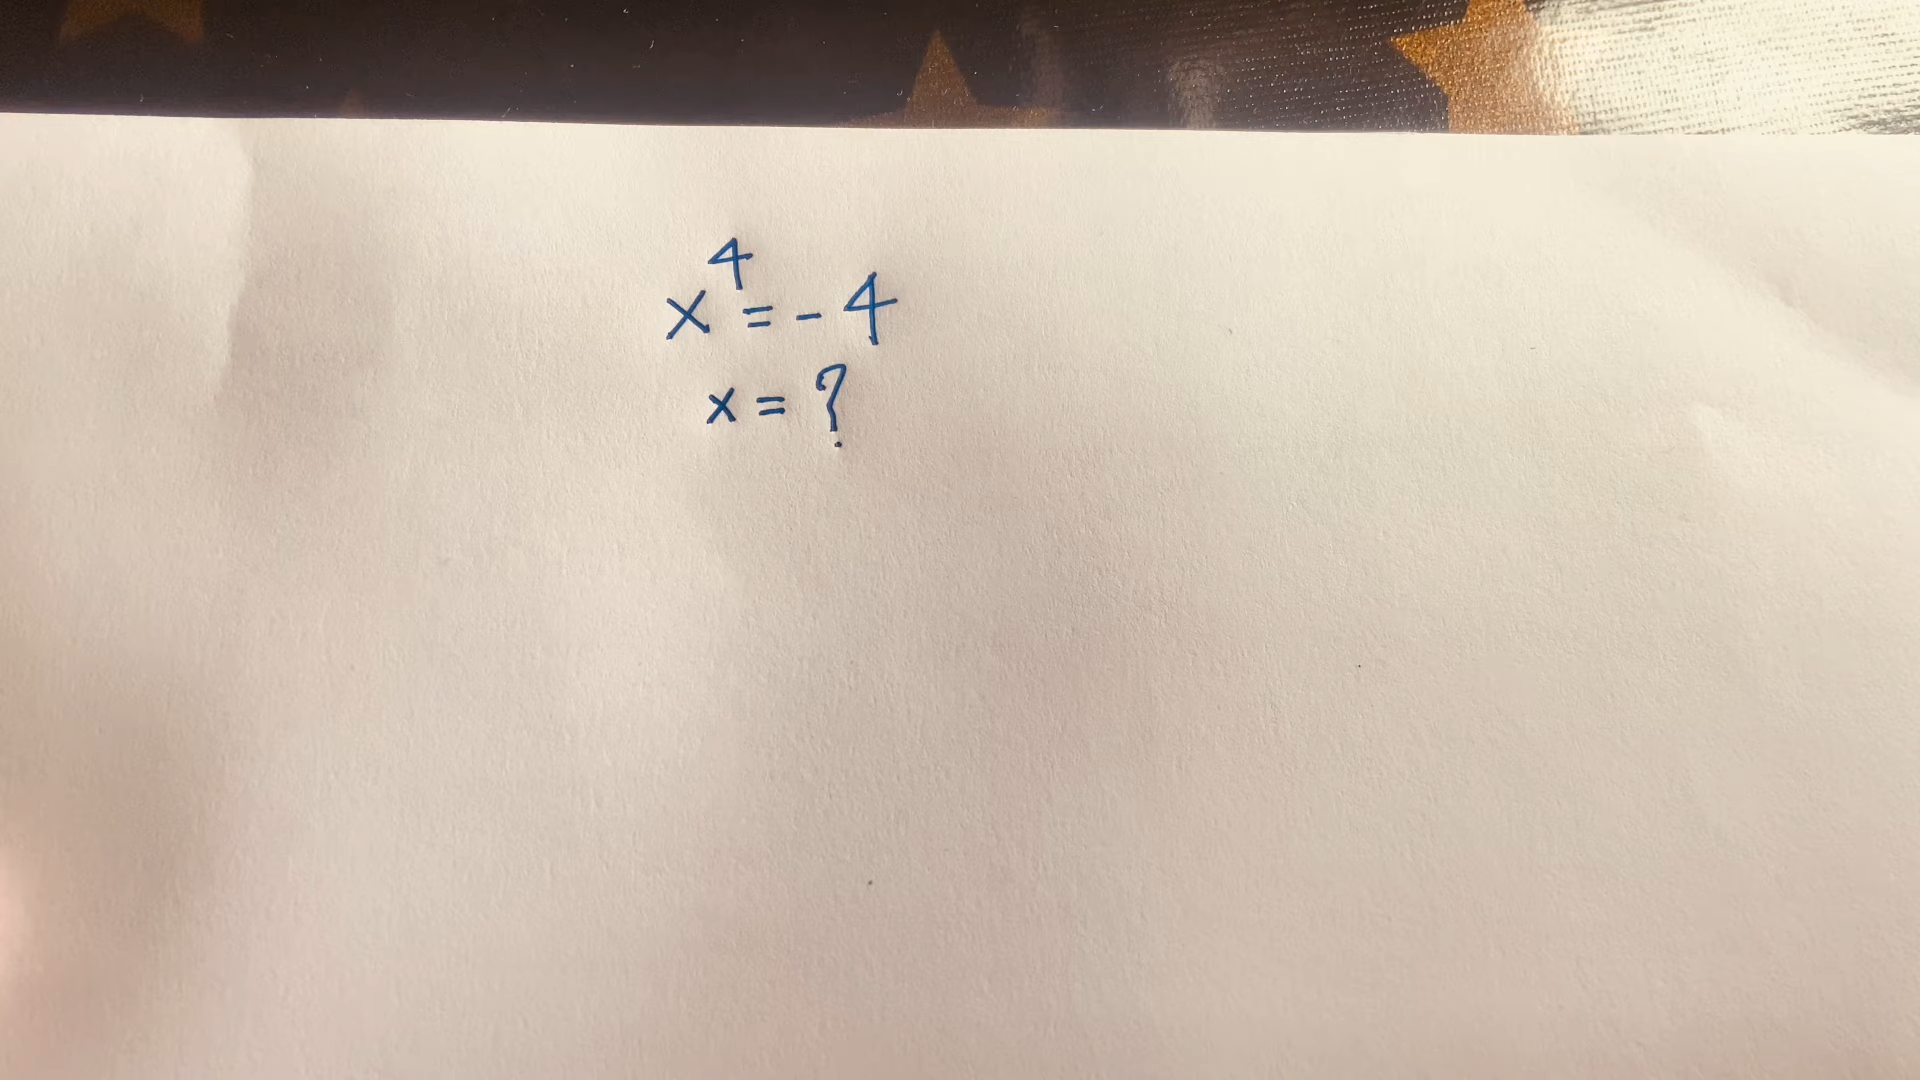 x⁴ = - 4
x = ?